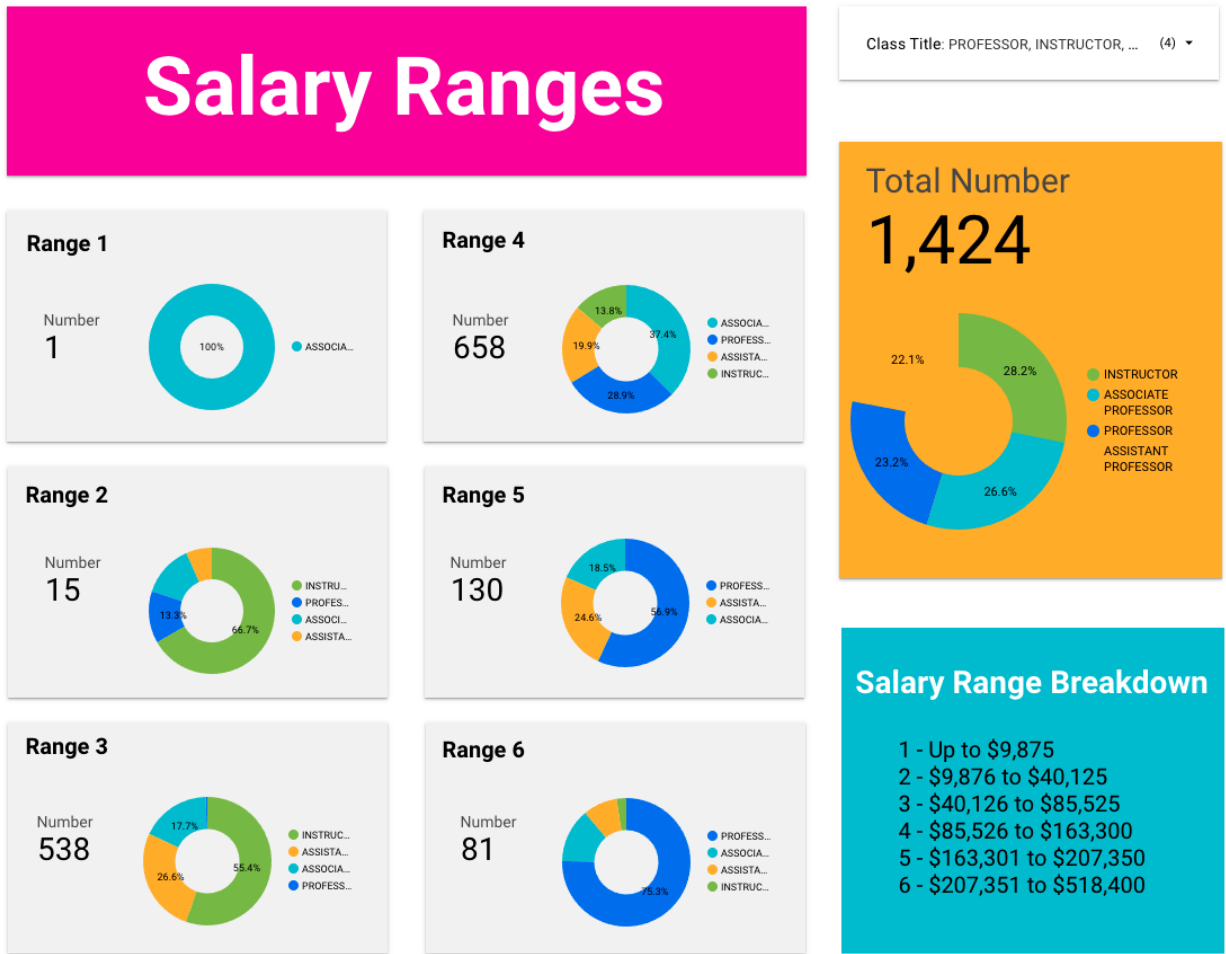 Salary Ranges
Class Title: PROFESSOR, INSTRUCTOR, ... (4)
Total Number
1,424
22.1%
28.2%
23.2%
26.6%
INSTRUCTOR
ASSOCIATE
PROFESSOR
PROFESSOR
ASSISTANT
PROFESSOR
Range 1
Number
1
100%
ASSOCIA...
Range 4
Number
658
13.8%
37.4%
19.9%
28.9%
ASSOCIA...
PROFESS...
ASSISTA...
INSTRUC...
Range 2
Number
15
13.3%
66.7%
INSTRU...
PROFES...
ASSOCI...
ASSISTA...
Range 5
Number
130
18.5%
56.9%
24.6%
PROFESS...
ASSISTA...
ASSOCIA...
Range 3
Number
538
17.7%
55.4%
26.6%
INSTRUC...
ASSISTA...
ASSOCIA...
PROFESS...
Range 6
Number
81
75.3%
PROFESS...
ASSOCIA...
ASSISTA...
INSTRUC...
Salary Range Breakdown
1 - Up to $9,875
2 - $9,876 to $40,125
3 - $40,126 to $85,525
4 - $85,526 to $163,300
5 - $163,301 to $207,350
6 - $207,351 to $518,400